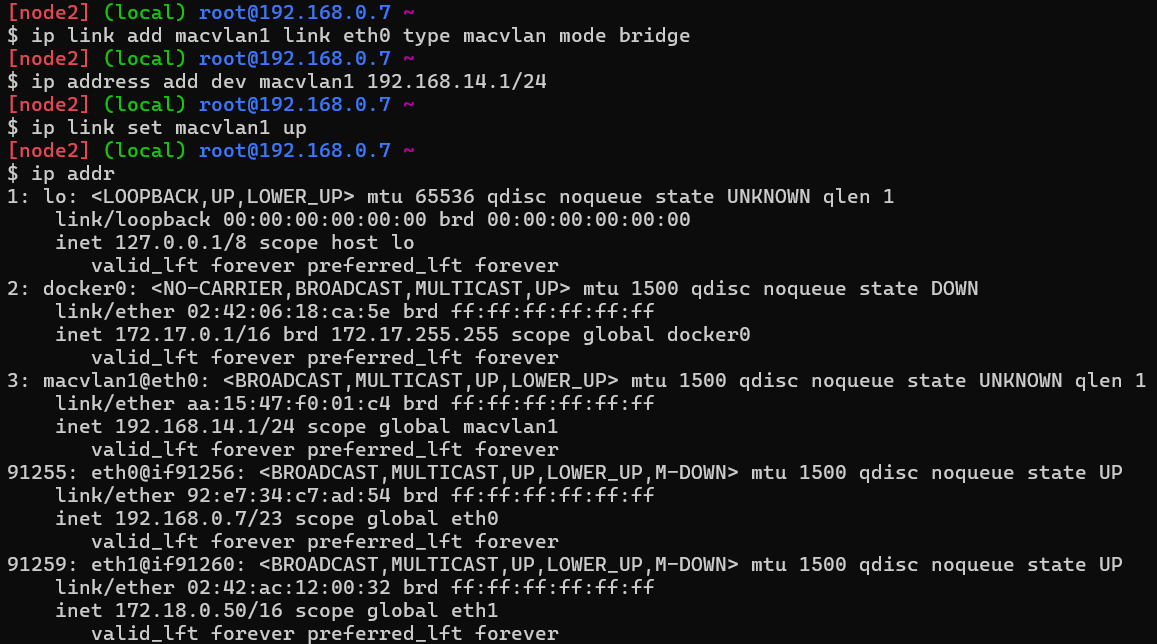 [node2] (local) root@192.168.0.7 ~
$ ip link add macvlan1 link eth0 type macvlan mode bridge
[node2] (local) root@192.168.0.7 ~
$ ip address add dev macvlan1 192.168.14.1/24
[node2] (local) root@192.168.0.7 ~
$ ip link set macvlan1 up
[node2] (local) root@192.168.0.7 ~
$ ip addr
1: lo: <LOOPBACK,UP,LOWER_UP> mtu 65536 qdisc noqueue state UNKNOWN qlen 1
    link/loopback 00:00:00:00:00:00 brd 00:00:00:00:00:00
    inet 127.0.0.1/8 scope host lo
       valid_lft forever preferred_lft forever
2: docker0: <NO-CARRIER,BROADCAST,MULTICAST,UP> mtu 1500 qdisc noqueue state DOWN
    link/ether 02:42:06:18:ca:5e brd ff:ff:ff:ff:ff:ff
    inet 172.17.0.1/16 brd 172.17.255.255 scope global docker0
       valid_lft forever preferred_lft forever
3: macvlan1@eth0: <BROADCAST,MULTICAST,UP,LOWER_UP> mtu 1500 qdisc noqueue state UNKNOWN qlen 1
    link/ether aa:15:47:f0:01:c4 brd ff:ff:ff:ff:ff:ff
    inet 192.168.14.1/24 scope global macvlan1
       valid_lft forever preferred_lft forever
91255: eth0@if91256: <BROADCAST,MULTICAST,UP,LOWER_UP,M-DOWN> mtu 1500 qdisc noqueue state UP
    link/ether 92:e7:34:c7:ad:54 brd ff:ff:ff:ff:ff:ff
    inet 192.168.0.7/23 scope global eth0
       valid_lft forever preferred_lft forever
91259: eth1@if91260: <BROADCAST,MULTICAST,UP,LOWER_UP,M-DOWN> mtu 1500 qdisc noqueue state UP
    link/ether 02:42:ac:12:00:32 brd ff:ff:ff:ff:ff:ff
    inet 172.18.0.50/16 scope global eth1
       valid_lft forever preferred_lft forever